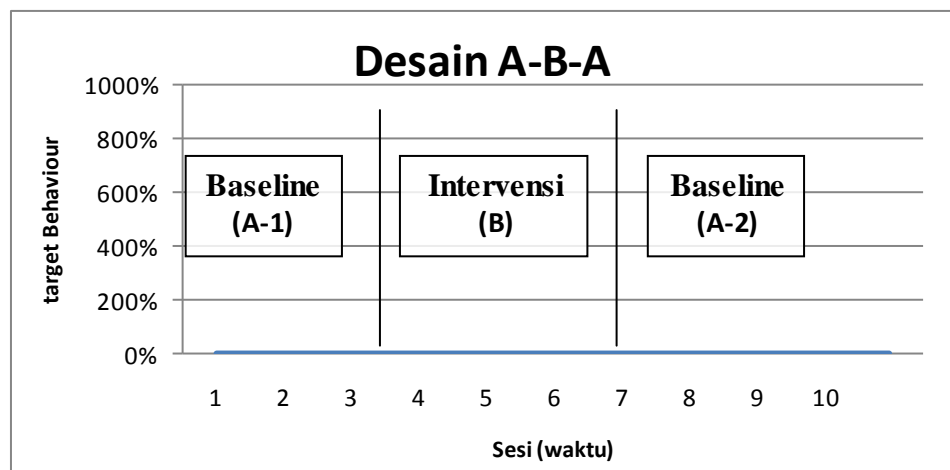 Desain A-B-A
1000%
800%
600%
400%
200%
0%
target Behaviour
Baseline
(A-1)
Intervensi
(B)
Baseline
(A-2)
1 2 3 4 5 6 7 8 9 10
Sesi (waktu)